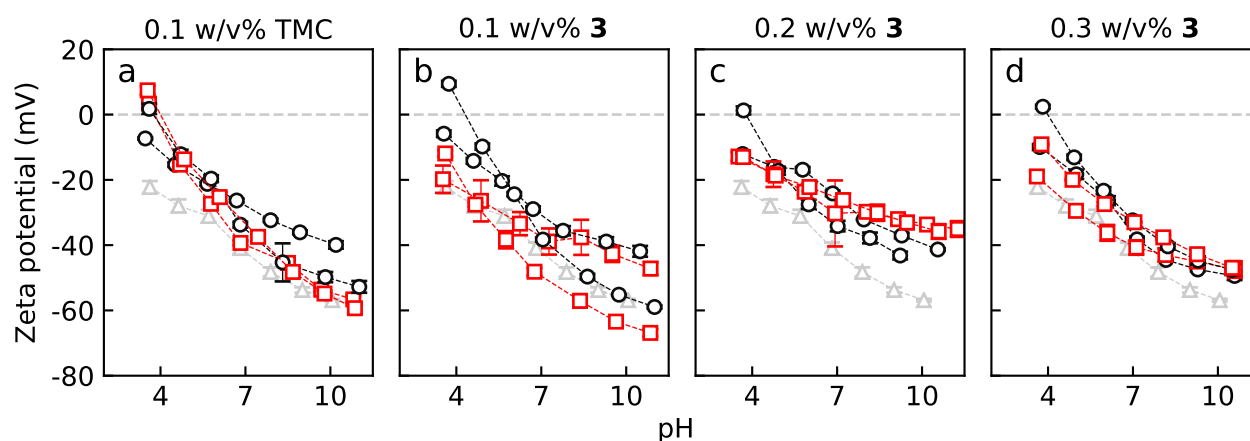 0.1 w/v% TMC
0.1 w/v% 3
0.2 w/v% 3
0.3 w/v% 3
a
b
c
d
Zeta potential (mV)
20
0
-20
-40
-60
-80
4 7 10
4 7 10
4 7 10
4 7 10
pH